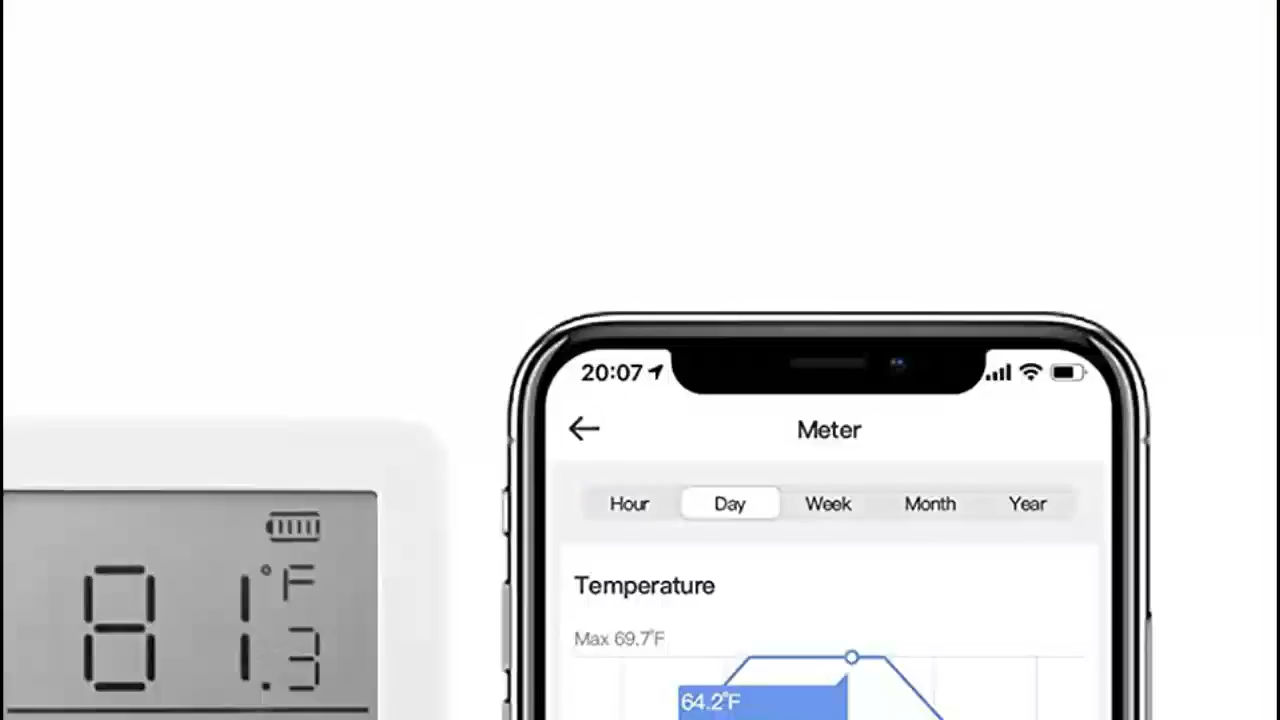 20:07
Meter
Hour Day Week Month Year
Temperature
Max 69.7°F
64.2°F
81.3°F